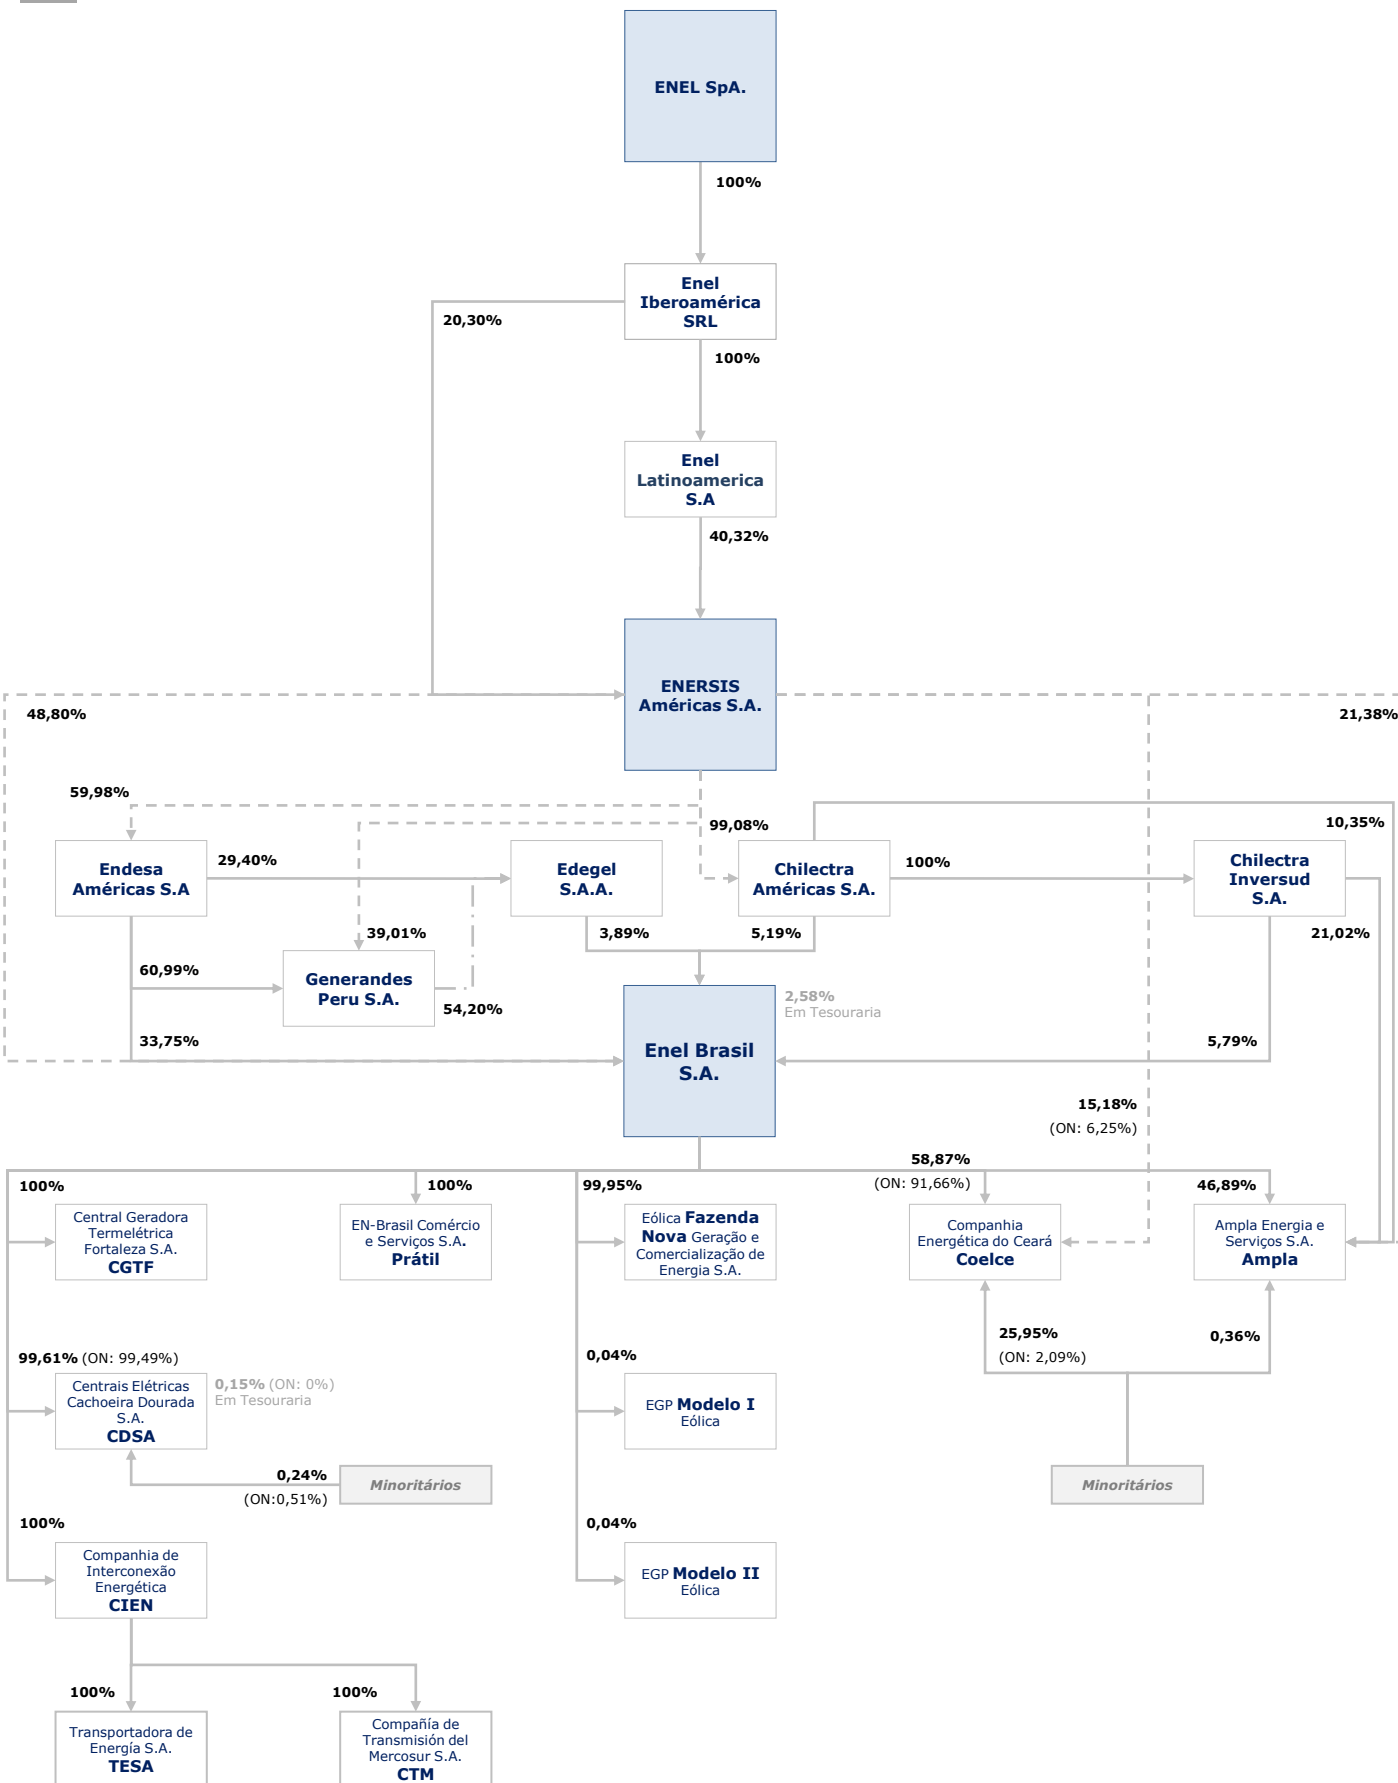 ENEL SpA.
100%
Enel
Iberoamérica
SRL
20,30%
100%
Enel
Latinoamerica
S.A
40,32%
ENERSIS
Américas S.A.
48,80%
21,38%
59,98%
99,08%
10,35%
Endesa
Américas S.A
29,40%
Edegel
S.A.A.
Chilectra
Américas S.A.
100%
Chilectra
Inversud
S.A.
39,01%
3,89%
5,19%
21,02%
60,99%
Generandes
Peru S.A.
54,20%
2,58%
Em Tesouraria
33,75%
Enel Brasil
S.A.
5,79%
15,18%
(ON: 6,25%)
58,87%
(ON: 91,66%)
100%
100%
99,95%
46,89%
Central Geradora
Termelétrica
Fortaleza S.A.
CGTF
EN-Brasil Comércio
e Serviços S.A.
Prátil
Eólica Fazenda
Nova Geração e
Comercialização de
Energia S.A.
Companhia
Energética do Ceará
Coelce
Ampla Energia e
Serviços S.A.
Ampla
25,95%
(ON: 2,09%)
0,36%
99,61% (ON: 99,49%)
0,04%
Centrais Elétricas
Cachoeira Dourada
S.A.
CDSA
0,15% (ON: 0%)
Em Tesouraria
EGP Modelo I
Eólica
0,24%
(ON:0,51%)
Minoritários
Minoritários
100%
0,04%
Companhia de
Interconexão
Energética
CIEN
EGP Modelo II
Eólica
100%
100%
Transportadora de
Energía S.A.
TESA
Compañía de
Transmisión del
Mercosur S.A.
CTM